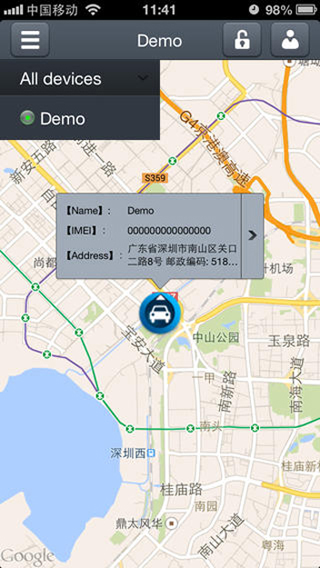 中国移动 11:41 98%
Demo
All devices
Demo
G4京港澳高速
新安五路
自由路
S359
【Name】: Demo
【IMEI】: 000000000000000
【Address】: 广东省深圳市南山区关口
二路8号 邮政编码: 518...
尚都
机场
宝安大道
中山公园
玉泉路
一甲
南新路
南海大道
南头
深圳西
桂庙路
桂庙新村
南园
鼎太风华
南山大道
粤海
Google